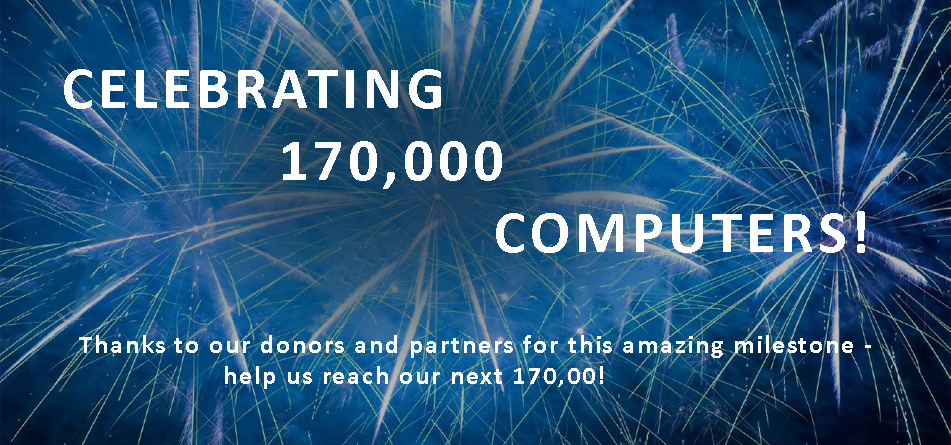 CELEBRATING
170,000
COMPUTERS!
Thanks to our donors and partners for this amazing milestone -
help us reach our next 170,00!